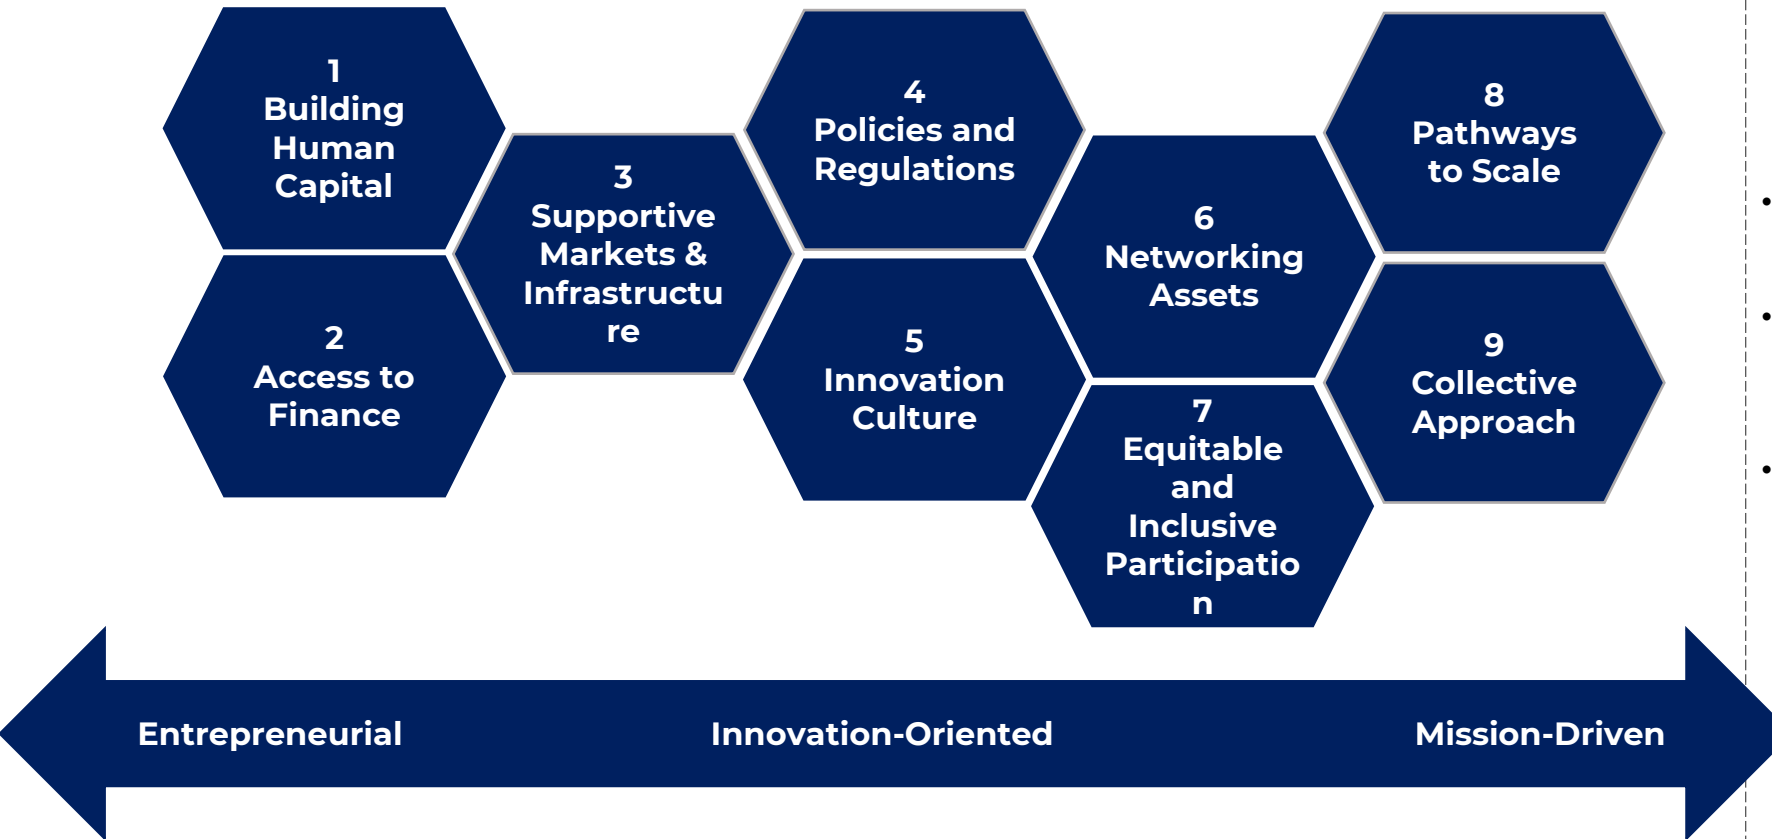 1
Building
Human
Capital
2
Access to
Finance
3
Supportive
Markets &
Infrastructu
re
4
Policies and
Regulations
5
Innovation
Culture
6
Networking
Assets
7
Equitable
and
Inclusive
Participatio
n
8
Pathways
to Scale
9
Collective
Approach
Entrepreneurial
Innovation-Oriented
Mission-Driven